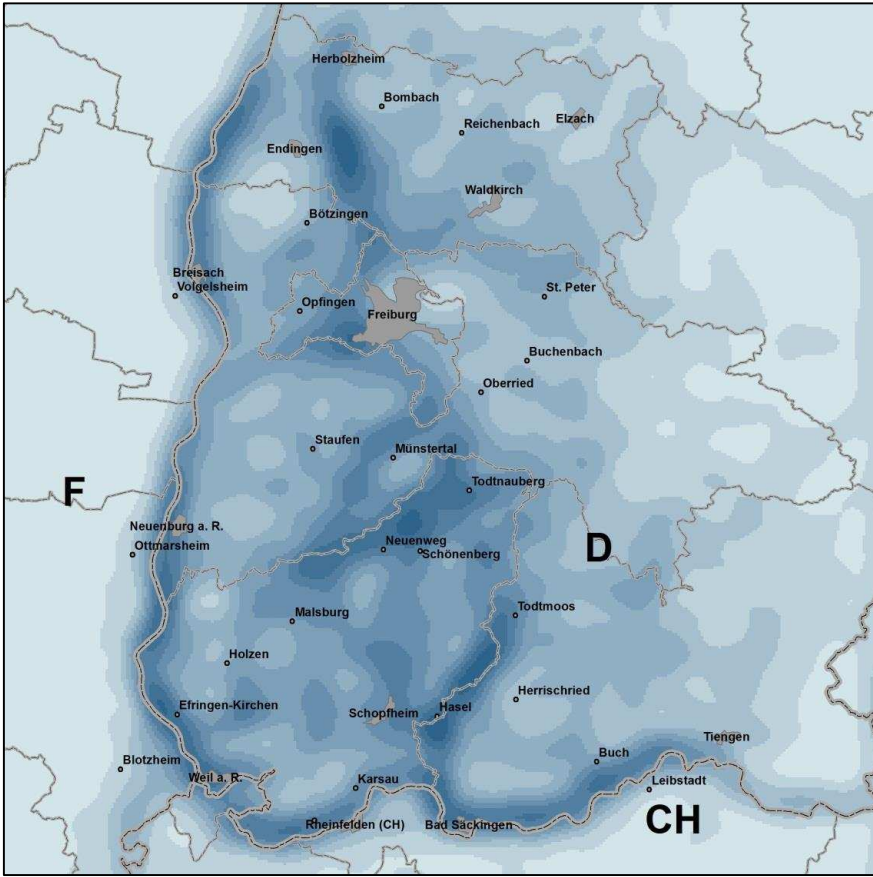 Herbolzheim
Bombach
Elzach
Reichenbach
Endingen
Waldkirch
Bötzingen
Breisach
Volgelsheim
St. Peter
Opfingen
Freiburg
Buchenbach
Oberried
Staufen
Münstertal
Todtnauberg
F
Neuenburg a. R.
Ottmarsheim
Neuenweg
Schönenberg
D
Todtmoos
Malsburg
Holzen
Herrischried
Efringen-Kirchen
Schopfheim
Hasel
Tiengen
Buch
Blotzheim
Weil a. R.
Karsau
Leibstadt
Rheinfelden (CH)
Bad Säckingen
CH